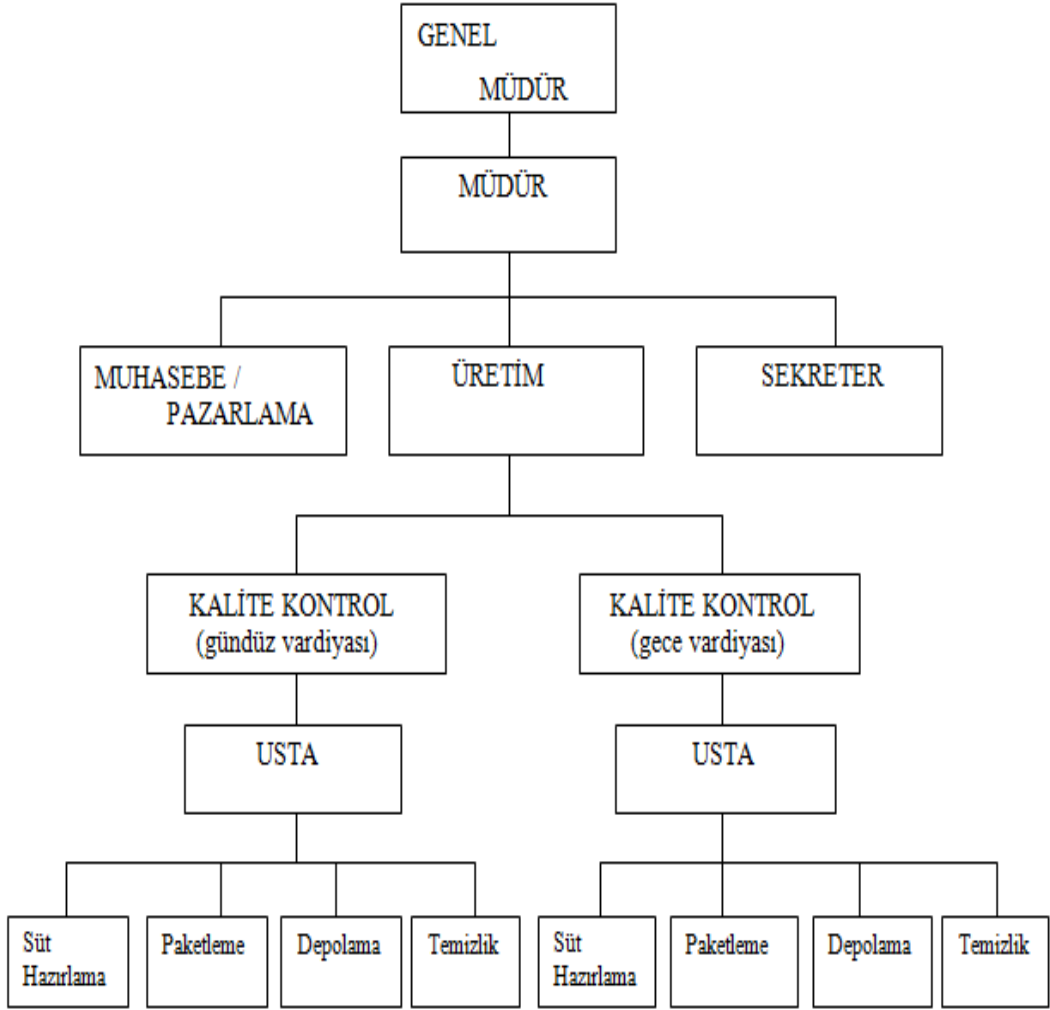 GENEL
MÜDÜR
MÜDÜR
MUHASEBE /
PAZARLAMA
ÜRETİM
SEKRETER
KALİTE KONTROL
(gündüz vardiyası)
KALİTE KONTROL
(gece vardiyası)
USTA
USTA
Süt
Hazırlama
Paketleme
Depolama
Temizlik
Süt
Hazırlama
Paketleme
Depolama
Temizlik